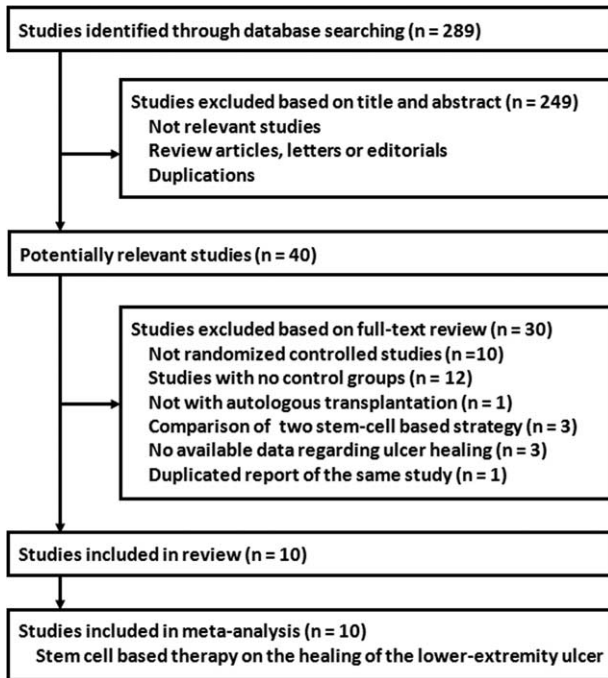 Studies identified through database searching (n = 289)
Studies excluded based on title and abstract (n = 249)
Not relevant studies
Review articles, letters or editorials
Duplications
Potentially relevant studies (n = 40)
Studies excluded based on full-text review (n = 30)
Not randomized controlled studies (n =10)
Studies with no control groups (n = 12)
Not with autologous transplantation (n = 1)
Comparison of two stem-cell based strategy (n = 3)
No available data regarding ulcer healing (n = 3)
Duplicated report of the same study (n = 1)
Studies included in review (n = 10)
Studies included in meta-analysis (n = 10)
Stem cell based therapy on the healing of the lower-extremity ulcer